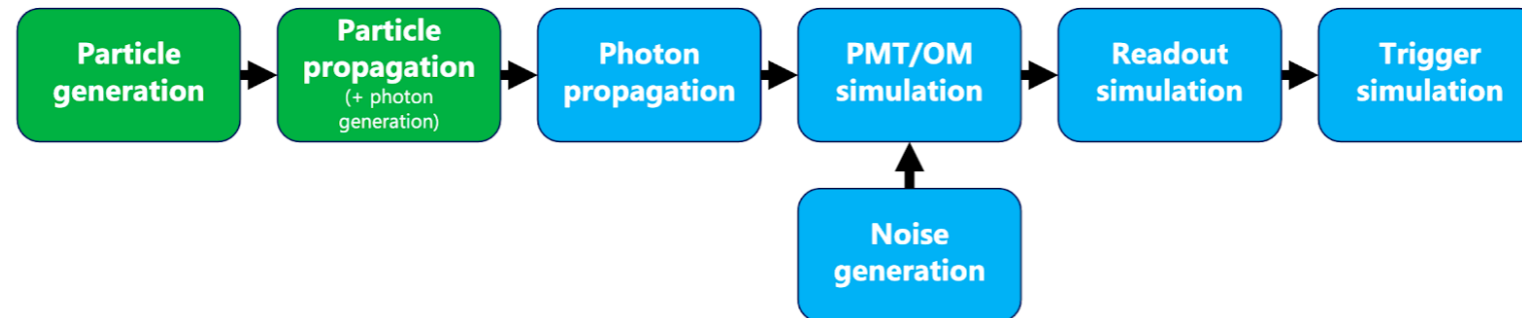 Particle
generation
Particle
propagation
(+ photon
generation)
Photon
propagation
PMT/OM
simulation
Readout
simulation
Trigger
simulation
Noise
generation